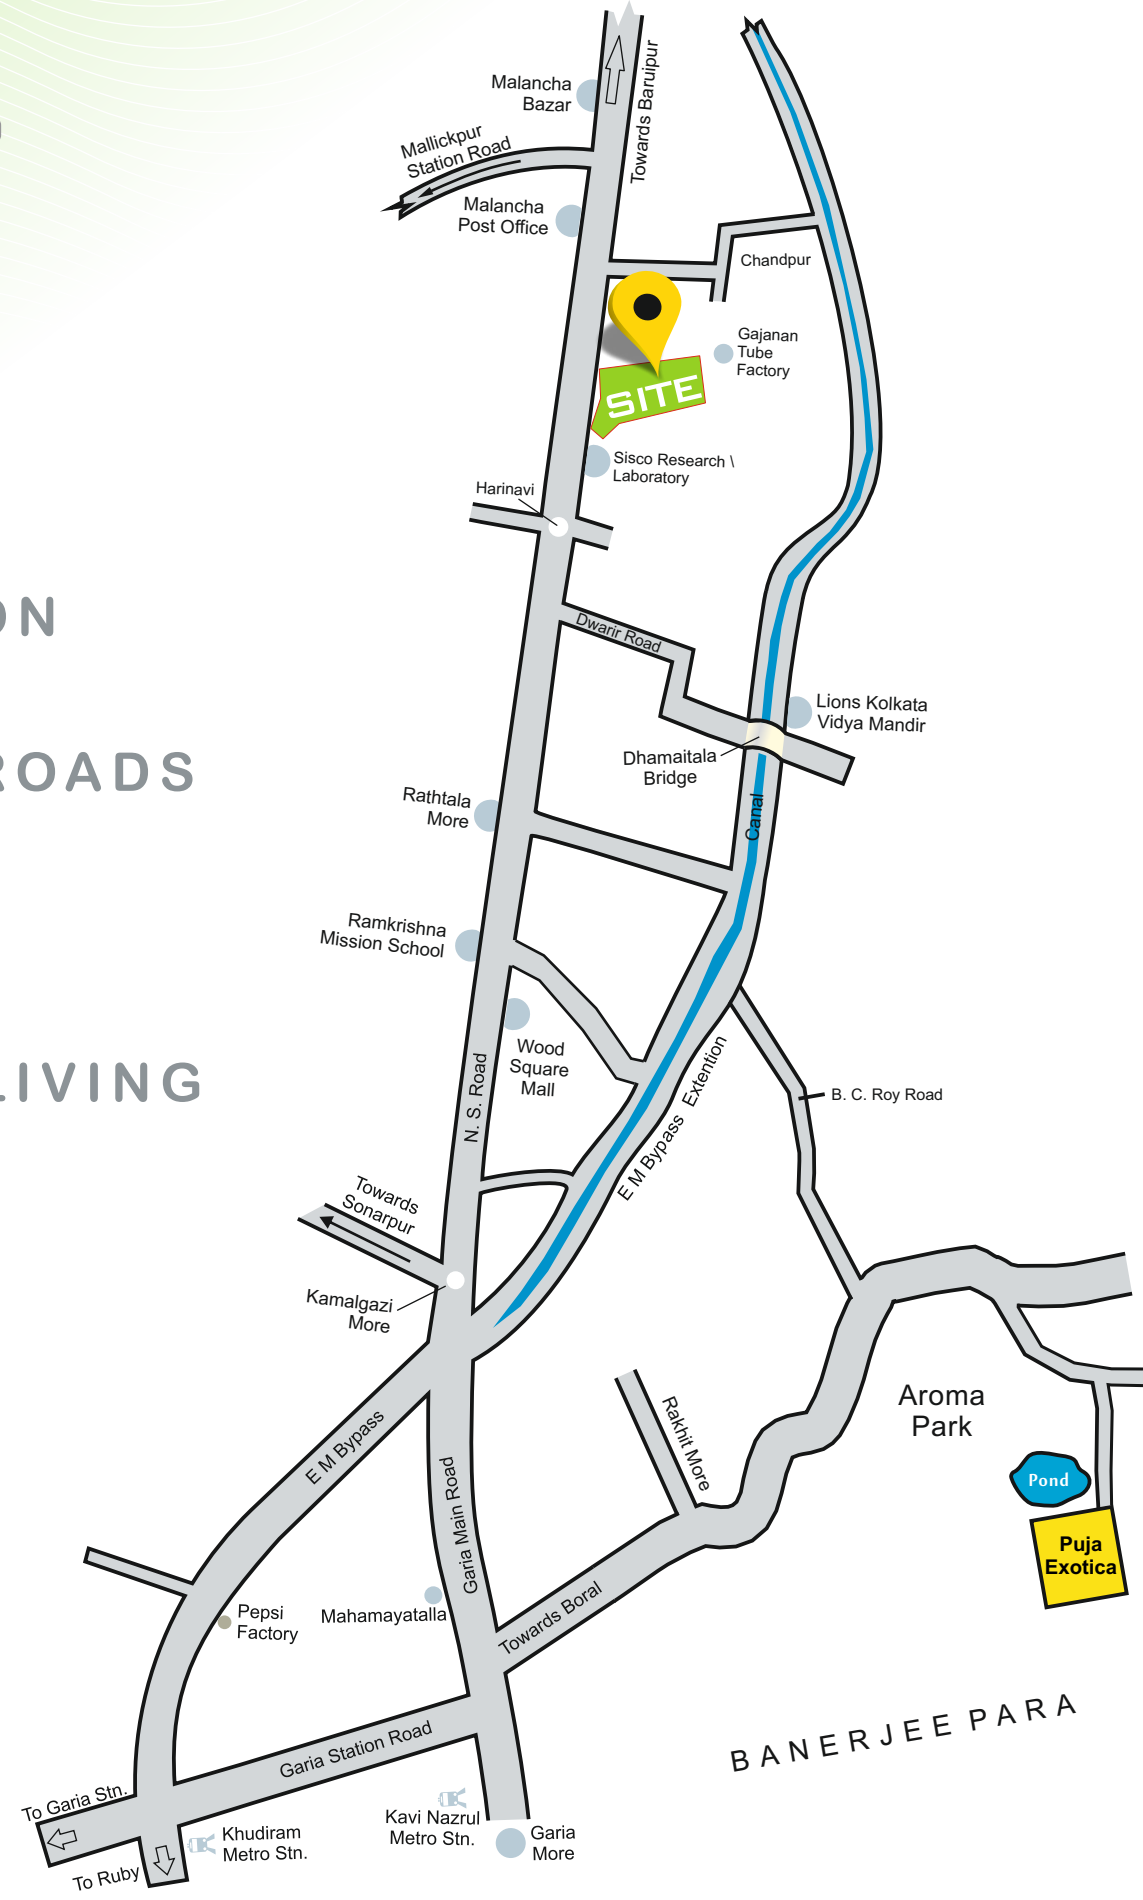 Malancha
Bazar
Towards Baruipur
Mallickpur
Station Road
Malancha
Post Office
Chandpur
Gajanan
Tube
Factory
SITE
Sisco Research \
Laboratory
Harinavi
ON
Dwarir Road
Lions Kolkata
Vidya Mandir
Dhamaitala
Bridge
ROADS
Canal
Rathtala
More
Ramkrishna
Mission School
Wood
Square
Mall
LIVING
N. S. Road
E M Bypass Extention
B. C. Roy Road
Towards
Sonarpur
Kamalgazi
More
Aroma
Park
Rakhit More
E M Bypass
Garia Main Road
Pond
Puja
Exotica
Pepsi
Factory
Mahamayatalla
Towards Boral
BANERJEE PARA
Garia Station Road
To Garia Stn.
Kavi Nazrul
Metro Stn.
Khudiram
Metro Stn.
Garia
More
To Ruby